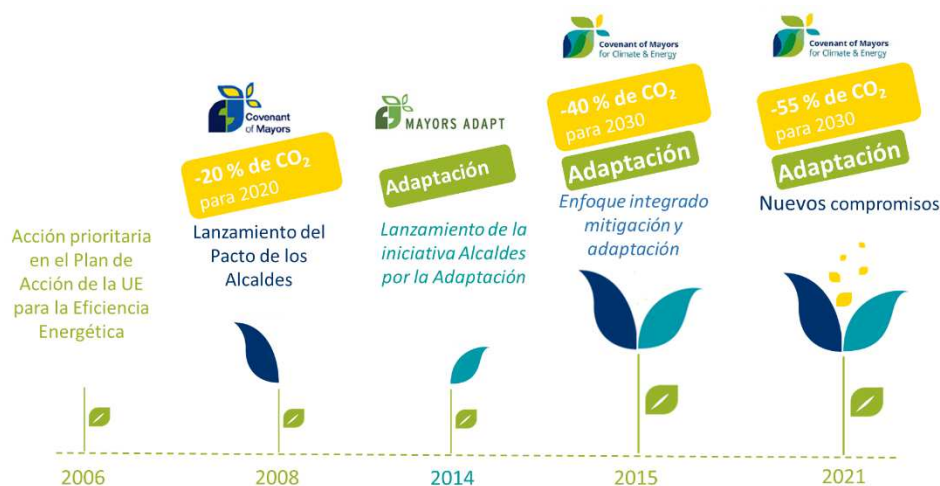 Acción prioritaria
en el Plan de
Acción de la UE
para la Eficiencia
Energética
2006
Covenant
of Mayors
-20 % de CO₂
para 2020
Lanzamiento del
Pacto de los
Alcaldes
2008
MAYORS ADAPT
Adaptación
Lanzamiento de la
iniciativa Alcaldes
por la Adaptación
2014
Covenant of Mayors
for Climate & Energy
-40 % de CO₂
para 2030
Adaptación
Enfoque integrado
mitigación y
adaptación
2015
Covenant of Mayors
for Climate & Energy
-55 % de CO₂
para 2030
Adaptación
Nuevos compromisos
2021